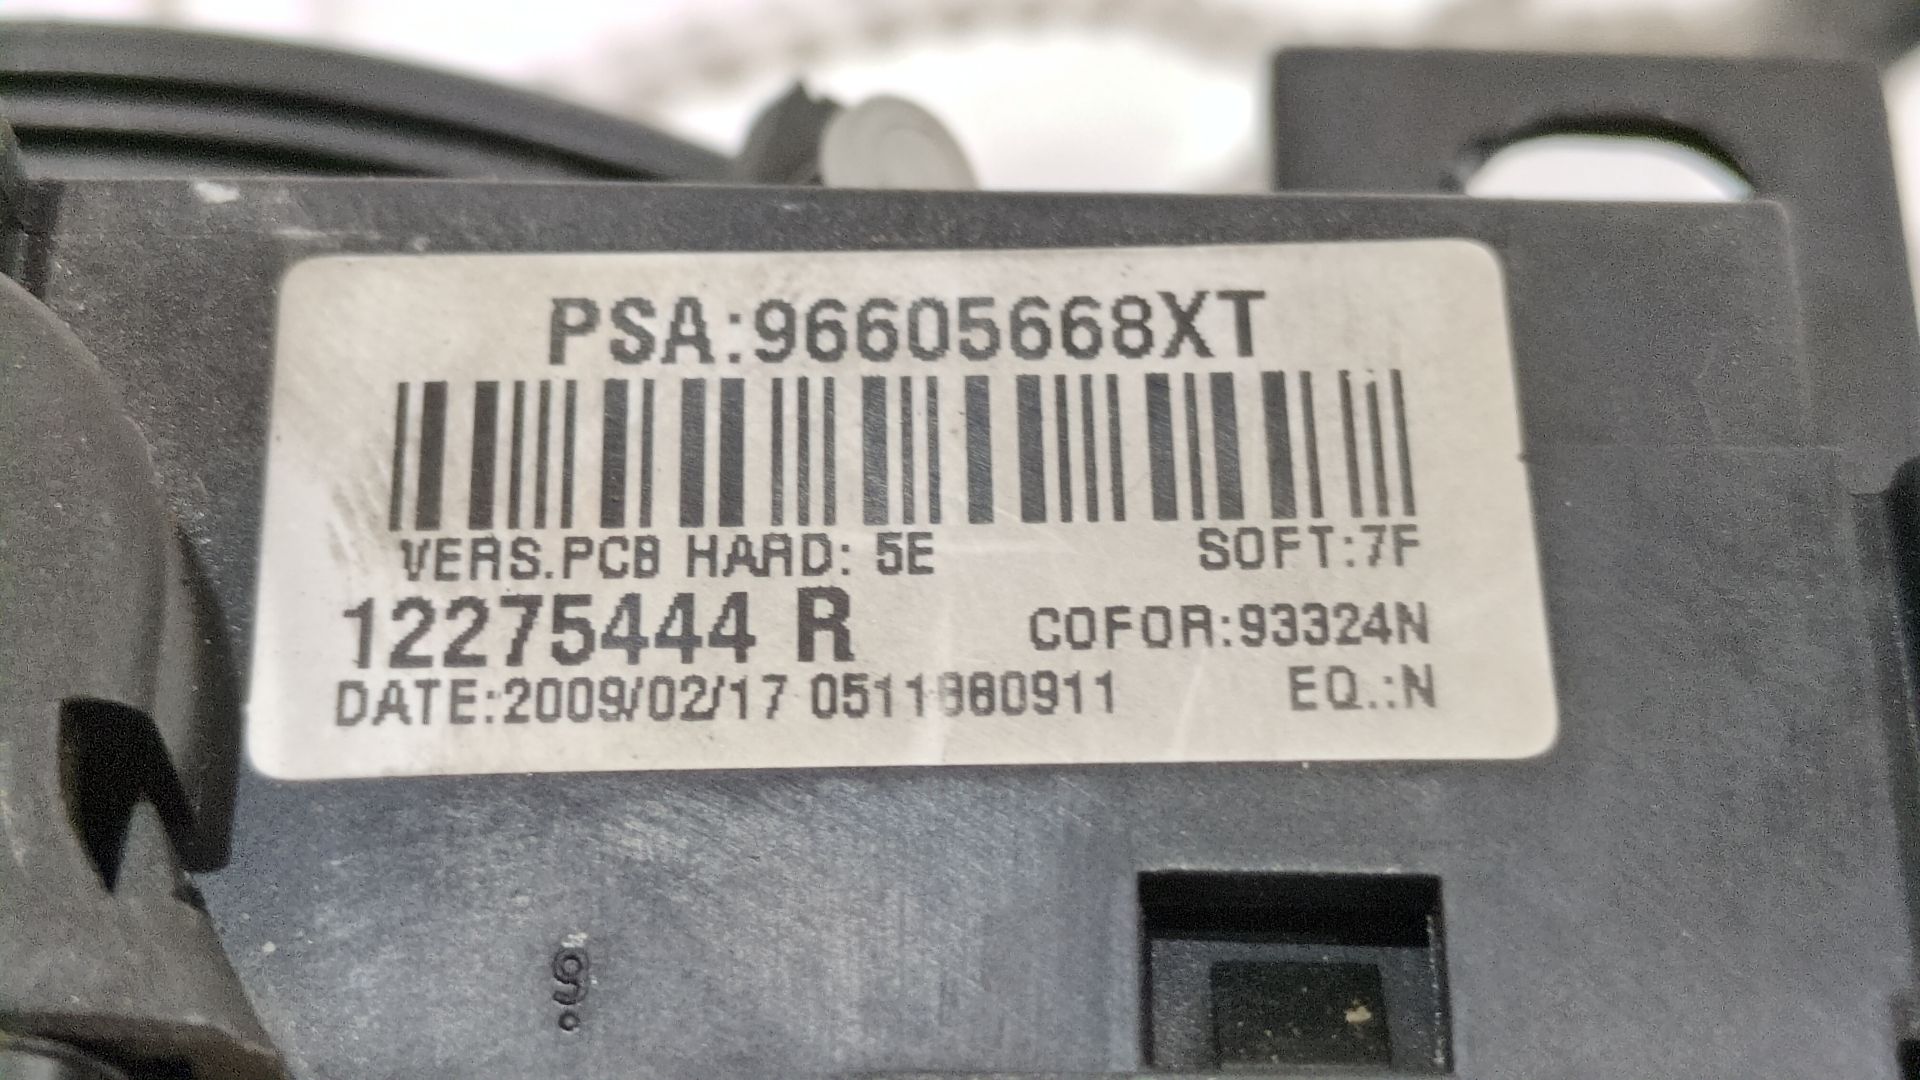 PSA:96605668XT
VERS.PCB HARD: 5E SOFT:7F
12275444 R COFOR:93324N
DATE:2009/02/17 EQ.:N